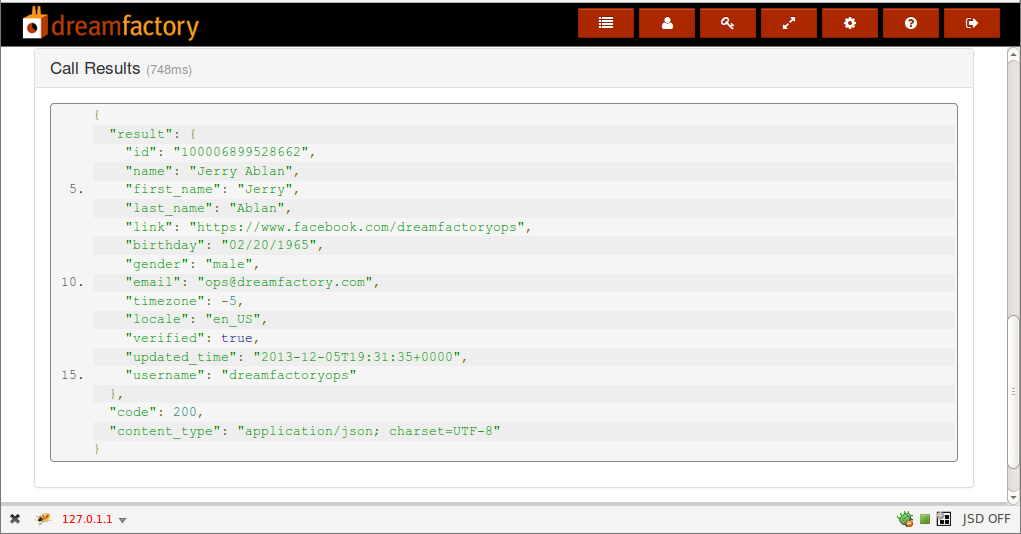 dreamfactory
Call Results (748ms)
{
"result": {
"id": "100006899528662",
"name": "Jerry Ablan",
5. "first_name": "Jerry",
"last_name": "Ablan",
"link": "https://www.facebook.com/dreamfactoryops",
"birthday": "02/20/1965",
"gender": "male",
10. "email": "ops@dreamfactory.com",
"timezone": -5,
"locale": "en_US",
"verified": true,
"updated_time": "2013-12-05T19:31:35+0000",
15. "username": "dreamfactoryops"
},
"code": 200,
"content_type": "application/json; charset=UTF-8"
}
127.0.1.1 JSD OFF